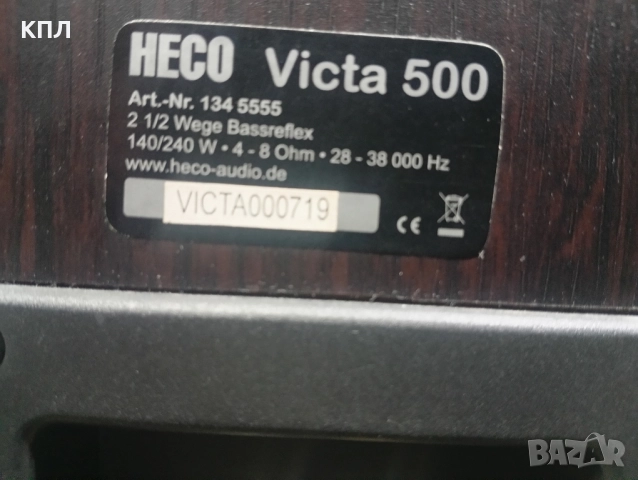 КПЛ
HECO Victa 500
Art.-Nr. 134 5555
2 1/2 Wege Bassreflex
140/240 W • 4 - 8 Ohm • 28 - 38 000 Hz
www.heco-audio.de
VICTA000719
CE
BAZAR